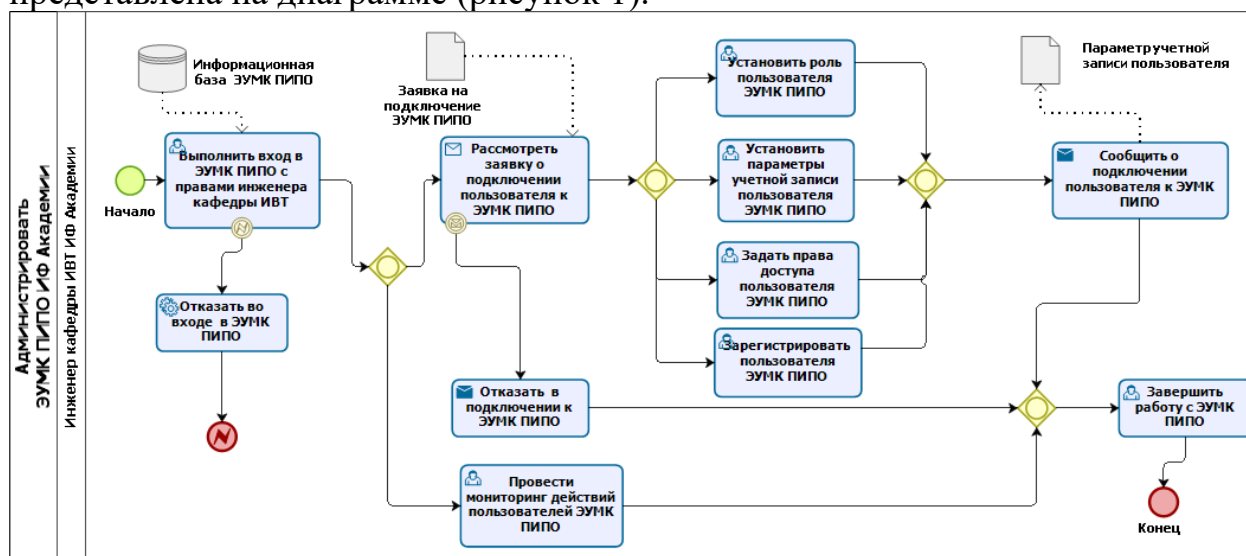 представлена на диаграмме (рисунок 1).
Администрировать
ЭУМК ПИПО ИФ Академии
Инженер кафедры ИВТ ИФ Академии
Информационная
база ЭУМК ПИПО
Начало
Выполнить вход в
ЭУМК ПИПО с
правами инженера
кафедры ИВТ
Отказать во
входе в ЭУМК
ПИПО
Заявка на
подключение
ЭУМК ПИПО
Рассмотреть
заявку о
подключении
пользователя к
ЭУМК ПИПО
Отказать в
подключении к
ЭУМК ПИПО
Провести
мониторинг действий
пользователей ЭУМК
ПИПО
Установить роль
пользователя
ЭУМК ПИПО
Установить
параметры
учетной записи
пользователя
ЭУМК ПИПО
Задать права
доступа
пользователя
ЭУМК ПИПО
Зарегистрировать
пользователя
ЭУМК ПИПО
Параметр учетной
записи пользователя
Сообщить о
подключении
пользователя к ЭУМК
ПИПО
Завершить
работу с ЭУМК
ПИПО
Конец